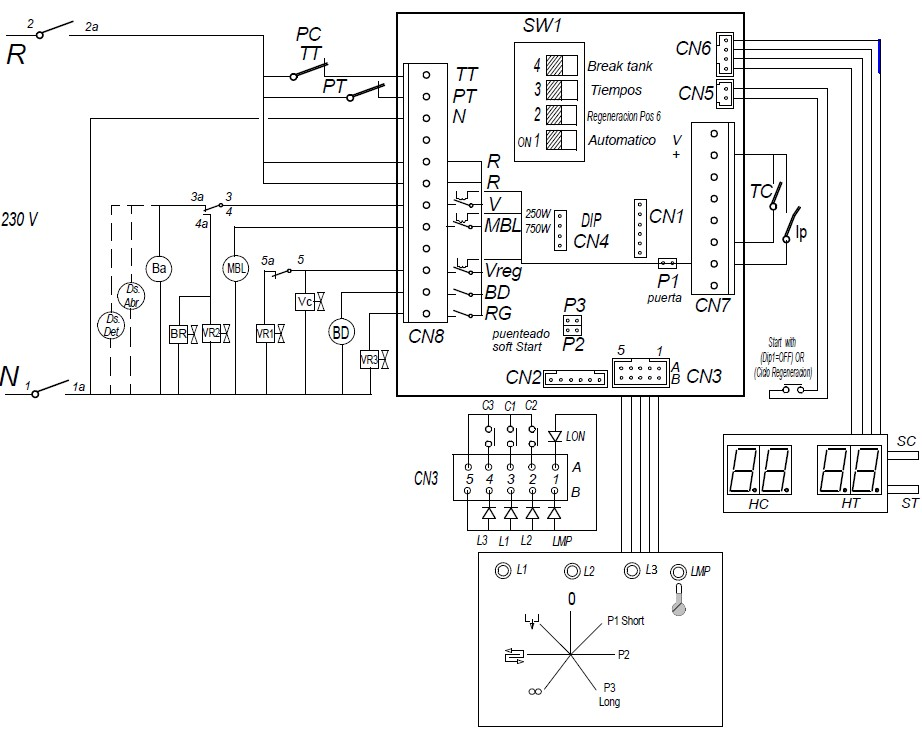 2
2a
R
PC
TT
PT
SW1
4 Break tank
3 Tiempos
2 Regeneracion Pos 6
ON 1 Automatico
CN6
CN5
TT
PT
N
R
R
V
MBL
Vreg
BD
RG
CN8
250W
750W
DIP
CN4
CN1
V
+
TC
Ip
P1
puerta
CN7
230 V
3a
3
4
4a
5a
5
Ba
MBL
Ds.
Abr.
Ds.
Det.
Vc
BR
VR2
VR1
BD
VR3
P3
puenteado
soft Start
P2
CN2
5 1
A
B
CN3
Start with
(Dip1=OFF) OR
(Ciclo Regeneracion)
N
1
1a
C3 C1 C2
LON
CN3
5 4 3 2 1
A
B
L3 L1 L2 LMP
HC
HT
SC
ST
L1
L2
L3
LMP
0
P1 Short
P2
P3
Long
∞